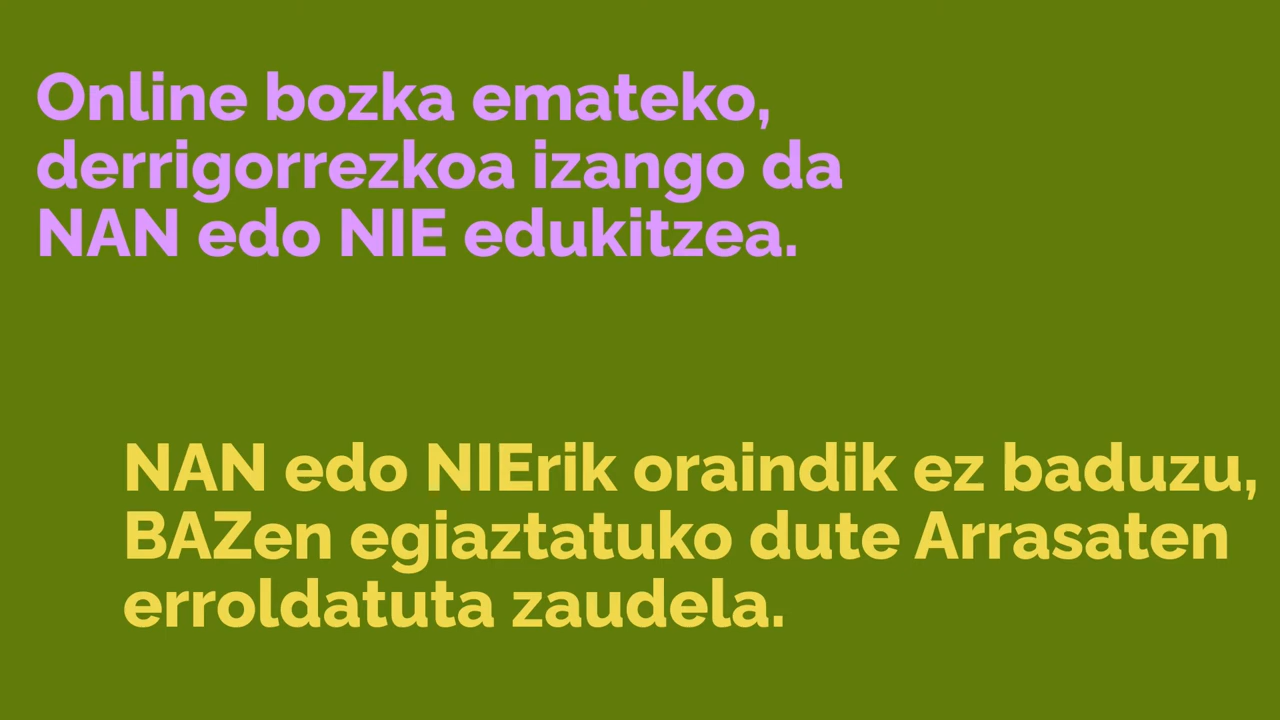 Online bozka emateko,
derrigorrezkoa izango da
NAN edo NIE edukitzea.
NAN edo NIErik oraindik ez baduzu,
BAZen egiaztatuko dute Arrasaten
erroldatuta zaudela.